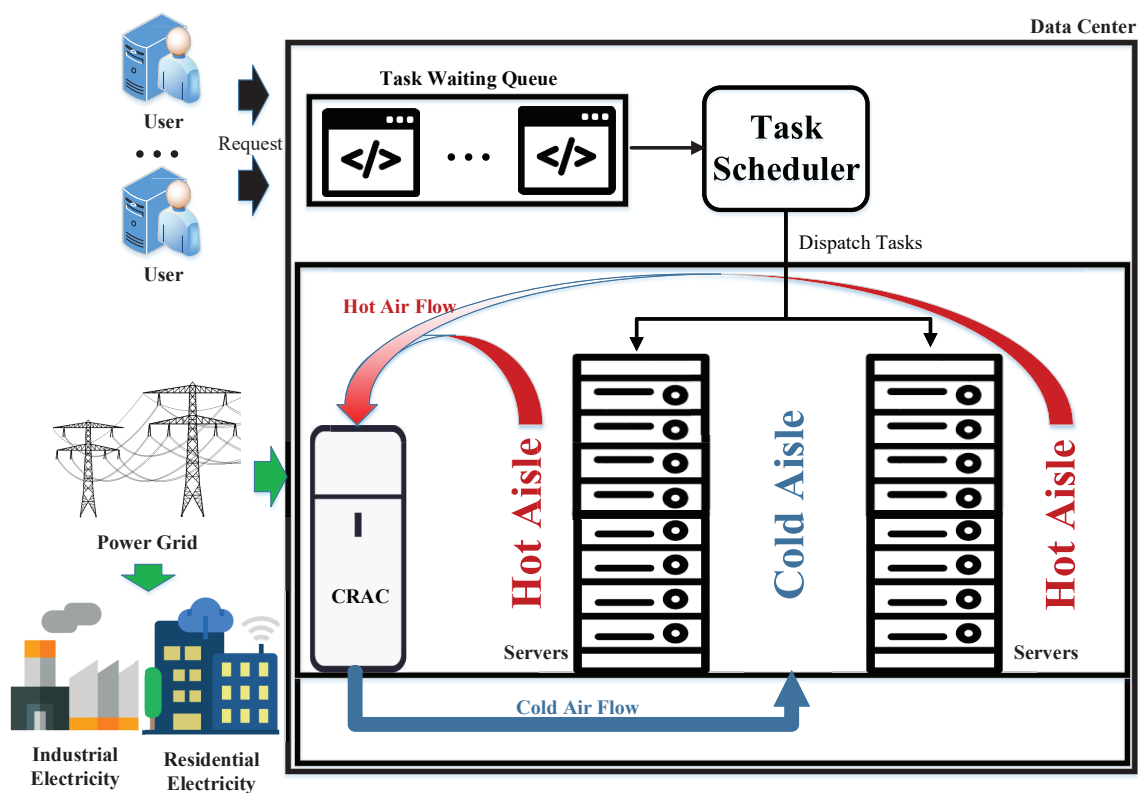 Data Center
Task Waiting Queue
</>
...
</>
Task
Scheduler
User
Request
...
User
Dispatch Tasks
Hot Air Flow
Hot Aisle
Cold Aisle
Hot Aisle
Power Grid
CRAC
Servers
Servers
Cold Air Flow
Industrial
Electricity
Residential
Electricity